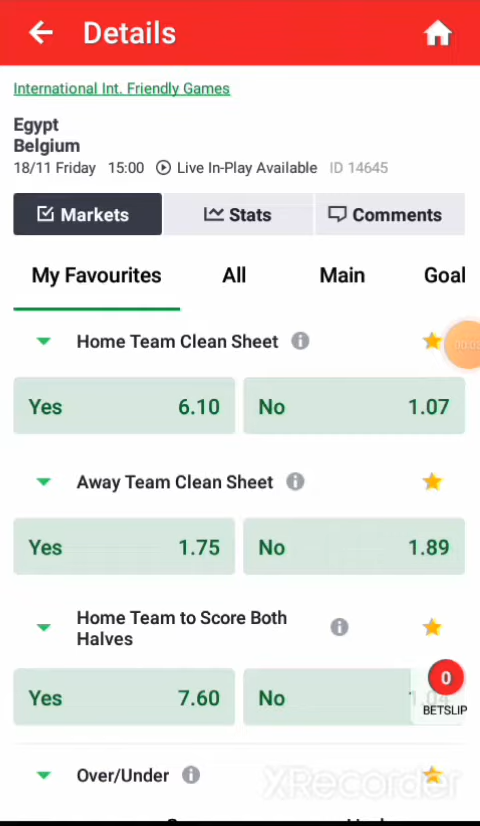 Details
International Int. Friendly Games
Egypt
Belgium
18/11 Friday 15:00 Live In-Play Available ID 14645
Markets Stats Comments
My Favourites All Main Goal
Home Team Clean Sheet
Yes 6.10 No 1.07
Away Team Clean Sheet
Yes 1.75 No 1.89
Home Team to Score Both
Halves
Yes 7.60 No 1.04
0
BETSLIP
Over/Under
XRecorder